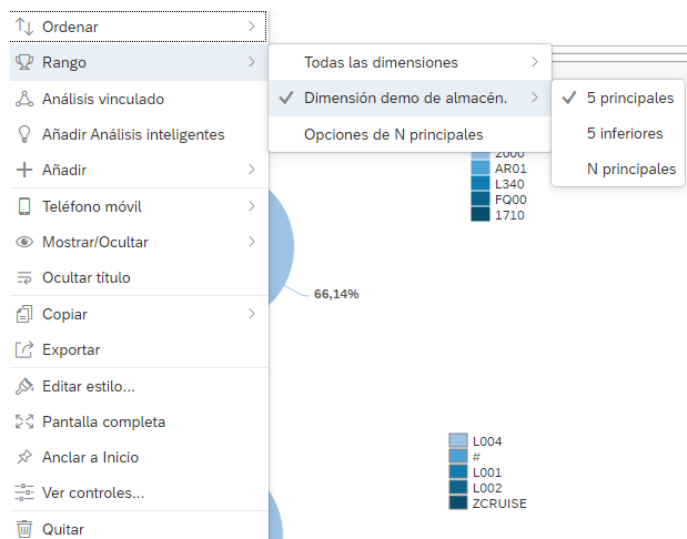 Ordenar
Rango
Análisis vinculado
Añadir Análisis inteligentes
Añadir
Teléfono móvil
Mostrar/Ocultar
Ocultar título
Copiar
Exportar
Editar estilo...
Pantalla completa
Anclar a Inicio
Ver controles...
Quitar
Todas las dimensiones
Dimensión demo de almacén.
Opciones de N principales
5 principales
5 inferiores
N principales
2000
AR01
L340
FQ00
1710
66,14%
L004
#
L001
L002
ZCRUISE